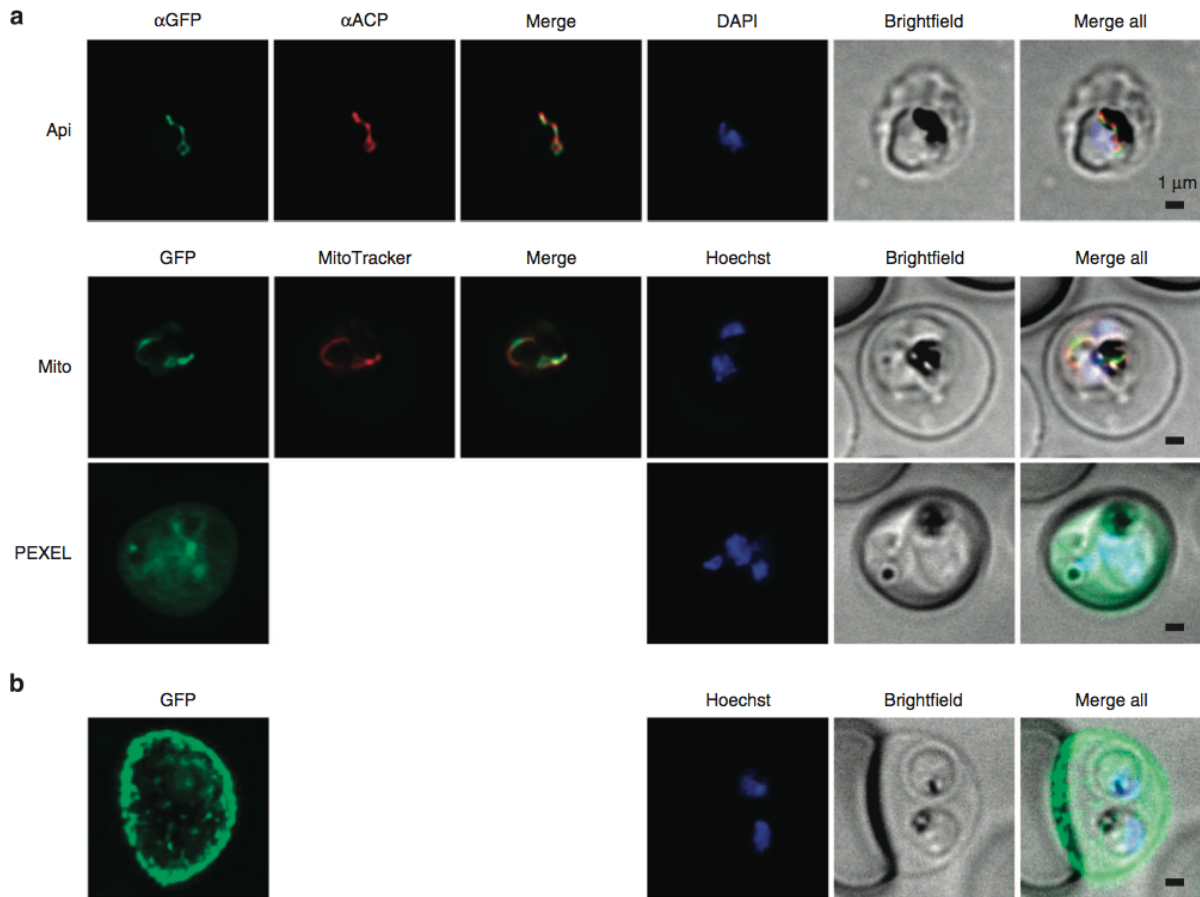 a
αGFP αACP Merge DAPI Brightfield Merge all
Api
1 μm
GFP MitoTracker Merge Hoechst Brightfield Merge all
Mito
PEXEL
b
GFP Hoechst Brightfield Merge all